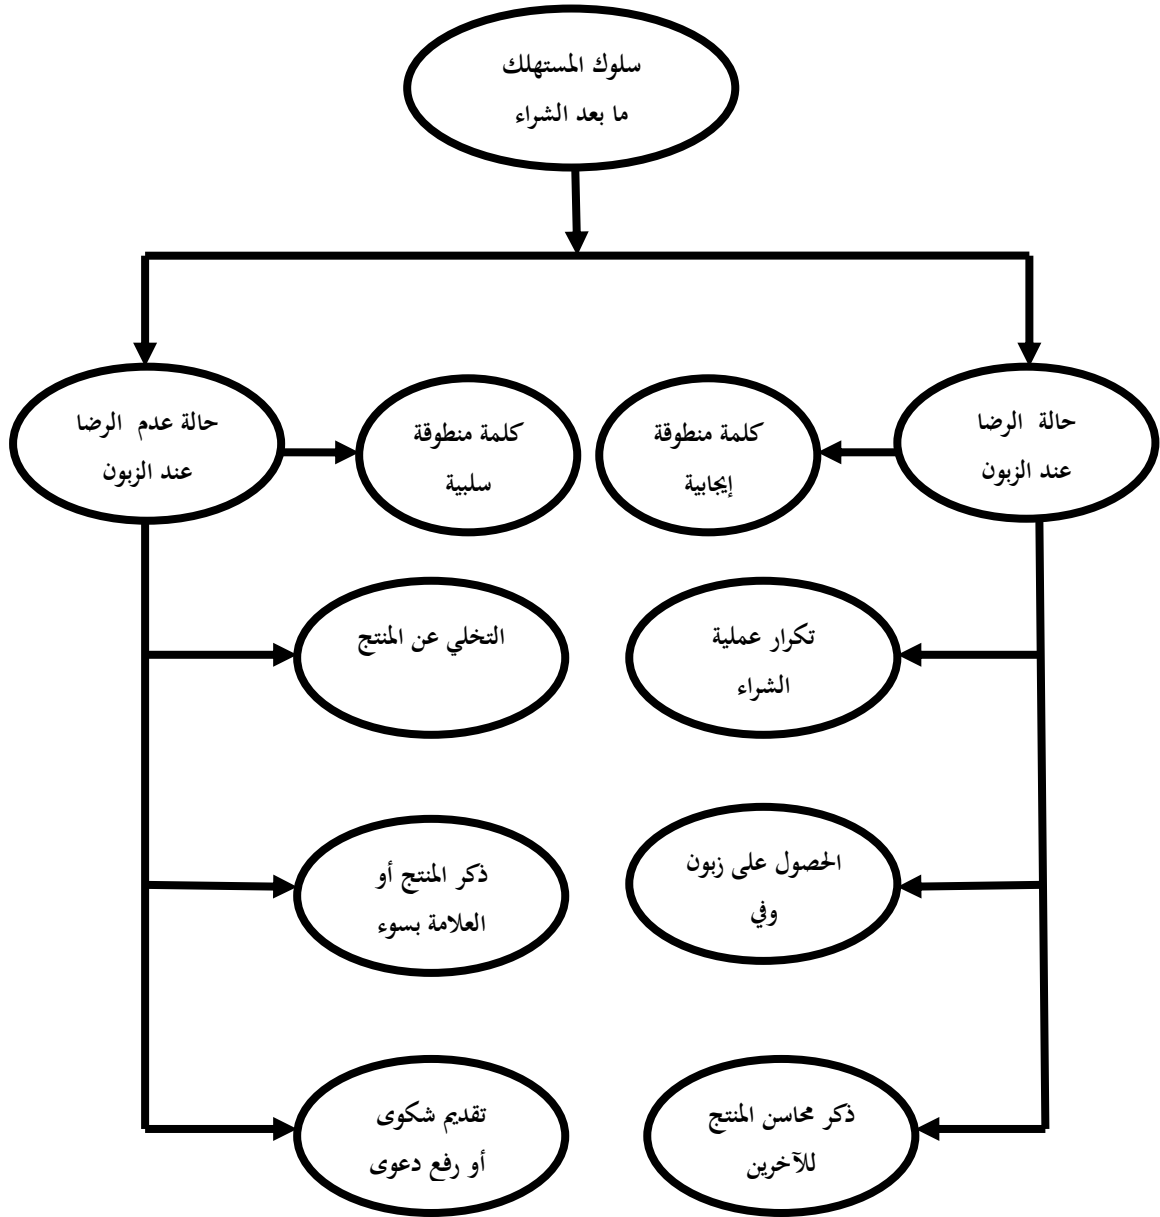 سلوك المستهلك
ما بعد الشراء
حالة الرضا
عند الزبون
كلمة منطوقة
إيجابية
كلمة منطوقة
سلبية
حالة عدم الرضا
عند الزبون
تكرار عملية
الشراء
التخلي عن المنتج
الحصول على زبون
وفي
ذكر المنتج أو
العلامة بسوء
ذكر محاسن المنتج
للآخرين
تقديم شكوى
أو رفع دعوى